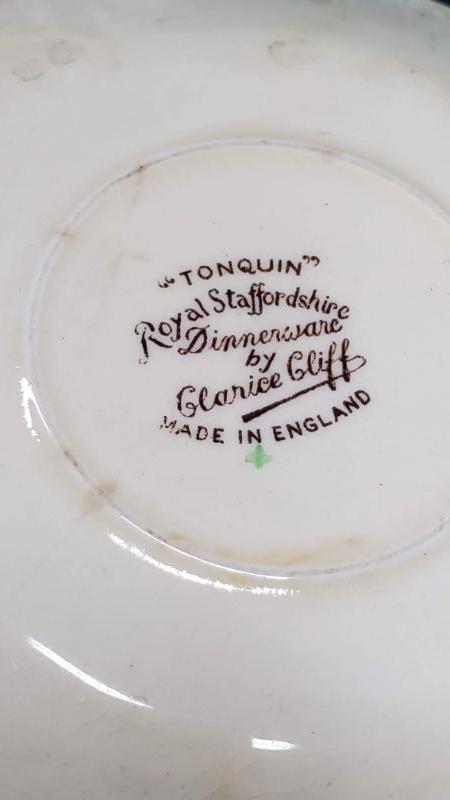 “TONQUIN”
Royal Staffordshire
Dinnerware
by
Clarice Cliff
MADE IN ENGLAND